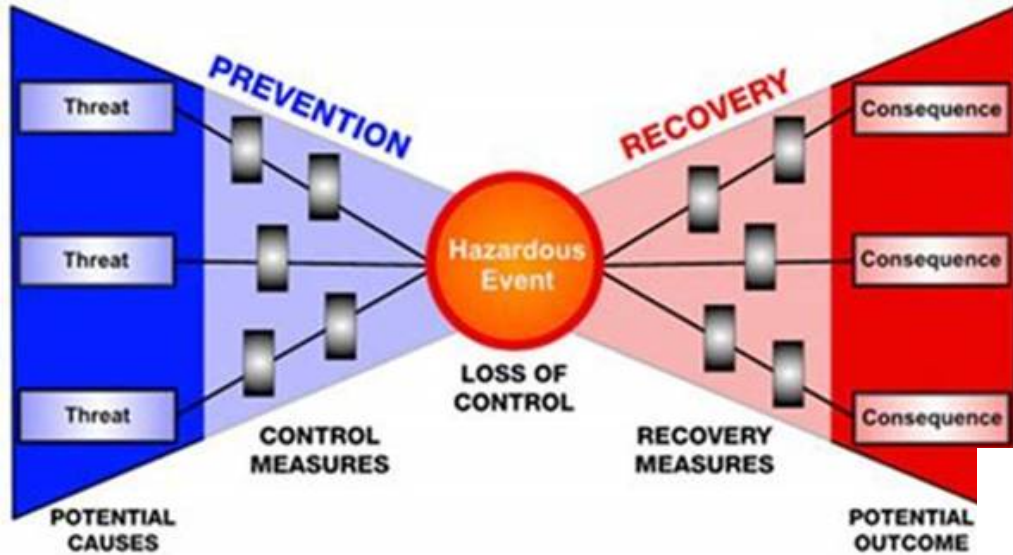 PREVENTION
RECOVERY
Threat
Consequence
Threat
Hazardous
Event
Consequence
Threat
LOSS OF
CONTROL
Consequence
CONTROL
MEASURES
RECOVERY
MEASURES
POTENTIAL
CAUSES
POTENTIAL
OUTCOME